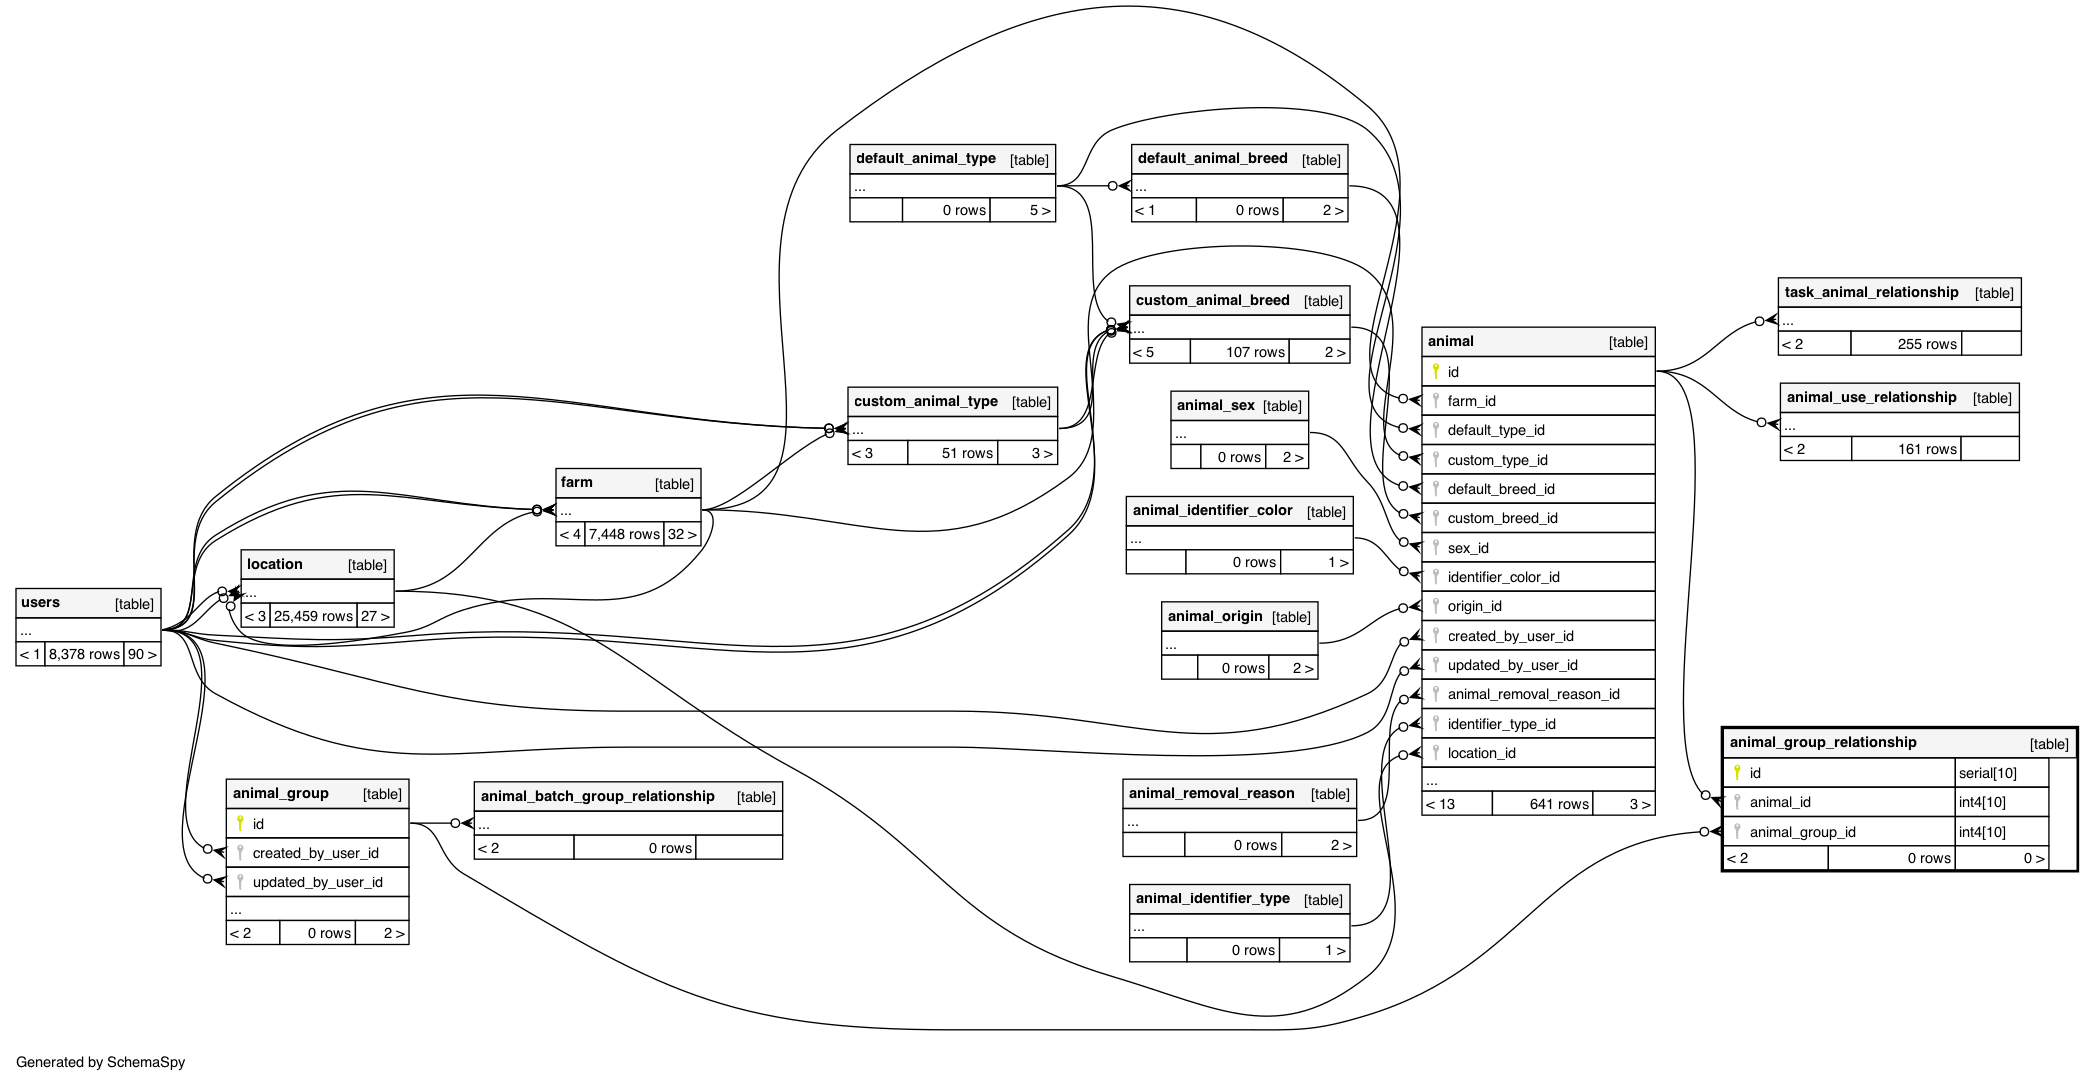 default_animal_type [table]
...
0 rows 5 >
default_animal_breed [table]
...
< 1 0 rows 2 >
task_animal_relationship [table]
...
< 2 255 rows
custom_animal_breed [table]
...
< 5 107 rows 2 >
animal [table]
id
farm_id
default_type_id
custom_type_id
default_breed_id
custom_breed_id
sex_id
identifier_color_id
origin_id
created_by_user_id
updated_by_user_id
animal_removal_reason_id
identifier_type_id
location_id
...
< 13 641 rows 3 >
animal_use_relationship [table]
...
< 2 161 rows
custom_animal_type [table]
...
< 3 51 rows 3 >
animal_sex [table]
...
0 rows 2 >
farm [table]
...
< 4 7,448 rows 32 >
animal_identifier_color [table]
...
0 rows 1 >
location [table]
...
< 3 25,459 rows 27 >
users [table]
...
< 1 8,378 rows 90 >
animal_origin [table]
...
0 rows 2 >
animal_group_relationship [table]
id serial[10]
animal_id int4[10]
animal_group_id int4[10]
< 2 0 rows 0 >
animal_group [table]
id
created_by_user_id
updated_by_user_id
...
< 2 0 rows 2 >
animal_batch_group_relationship [table]
...
< 2 0 rows
animal_removal_reason [table]
...
0 rows 2 >
animal_identifier_type [table]
...
0 rows 1 >
Generated by SchemaSpy